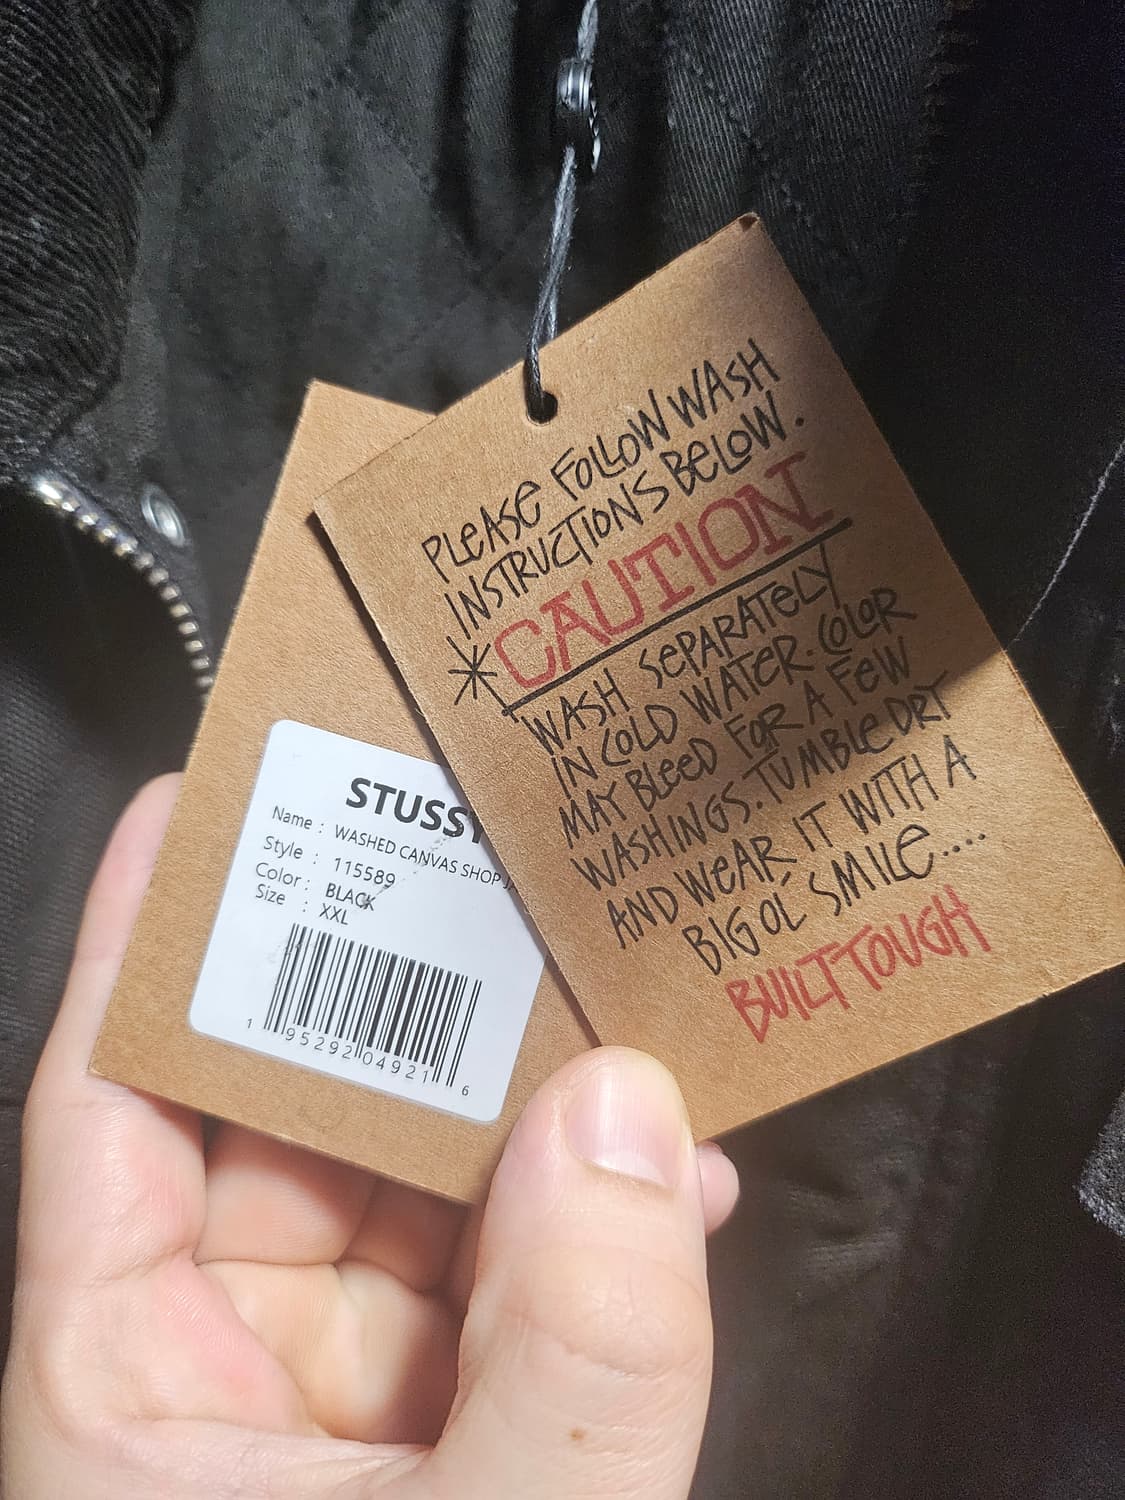 PLEASE FOLLOW WASH
INSTRUCTIONS BELOW.
*CAUTION
WASH SEPARATELY
IN COLD WATER. COLOR
MAY BLEED FOR A FEW
WASHINGS. TUMBLE DRY
AND WEAR IT WITH A
BIG OL' SMILE....
BUILT TOUGH
STUSSY
Name : WASHED CANVAS SHOP
Style : 115589
Color : BLACK
Size : XXL
1 95292 04921 6